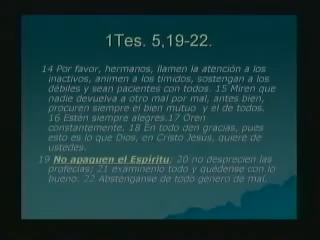 1Tes. 5,19-22.
14 Por favor, hermanos, llamen la atención a los
inactivos, animen a los tímidos, sostengan a los
débiles y sean pacientes con todos. 15 Miren que
nadie devuelva a otro mal por mal, antes bien,
procuren siempre el bien mutuo y el de todos.
16 Estén siempre alegres.17 Oren
constantemente. 18 En todo den gracias, pues
esto es lo que Dios, en Cristo Jesús, quiere de
ustedes.
19 No apaguen el Espíritu; 20 no desprecien las
profecías; 21 examínenlo todo y quédense con lo
bueno. 22 Absténganse de todo género de mal.